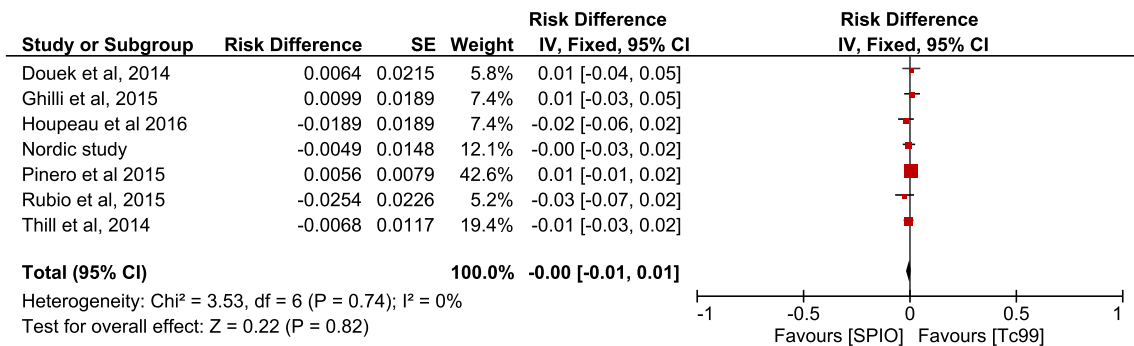 Risk Difference Risk Difference
Study or Subgroup Risk Difference SE Weight IV, Fixed, 95% CI IV, Fixed, 95% CI
Douek et al, 2014 0.0064 0.0215 5.8% 0.01 [-0.04, 0.05]
Ghilli et al, 2015 0.0099 0.0189 7.4% 0.01 [-0.03, 0.05]
Houpeau et al 2016 -0.0189 0.0189 7.4% -0.02 [-0.06, 0.02]
Nordic study -0.0049 0.0148 12.1% -0.00 [-0.03, 0.02]
Pinero et al 2015 0.0056 0.0079 42.6% 0.01 [-0.01, 0.02]
Rubio et al, 2015 -0.0254 0.0226 5.2% -0.03 [-0.07, 0.02]
Thill et al, 2014 -0.0068 0.0117 19.4% -0.01 [-0.03, 0.02]
Total (95% CI) 100.0% -0.00 [-0.01, 0.01]
Heterogeneity: Chi² = 3.53, df = 6 (P = 0.74); I² = 0%
Test for overall effect: Z = 0.22 (P = 0.82)
-1 -0.5 0 0.5 1
Favours [SPIO] Favours [Tc99]